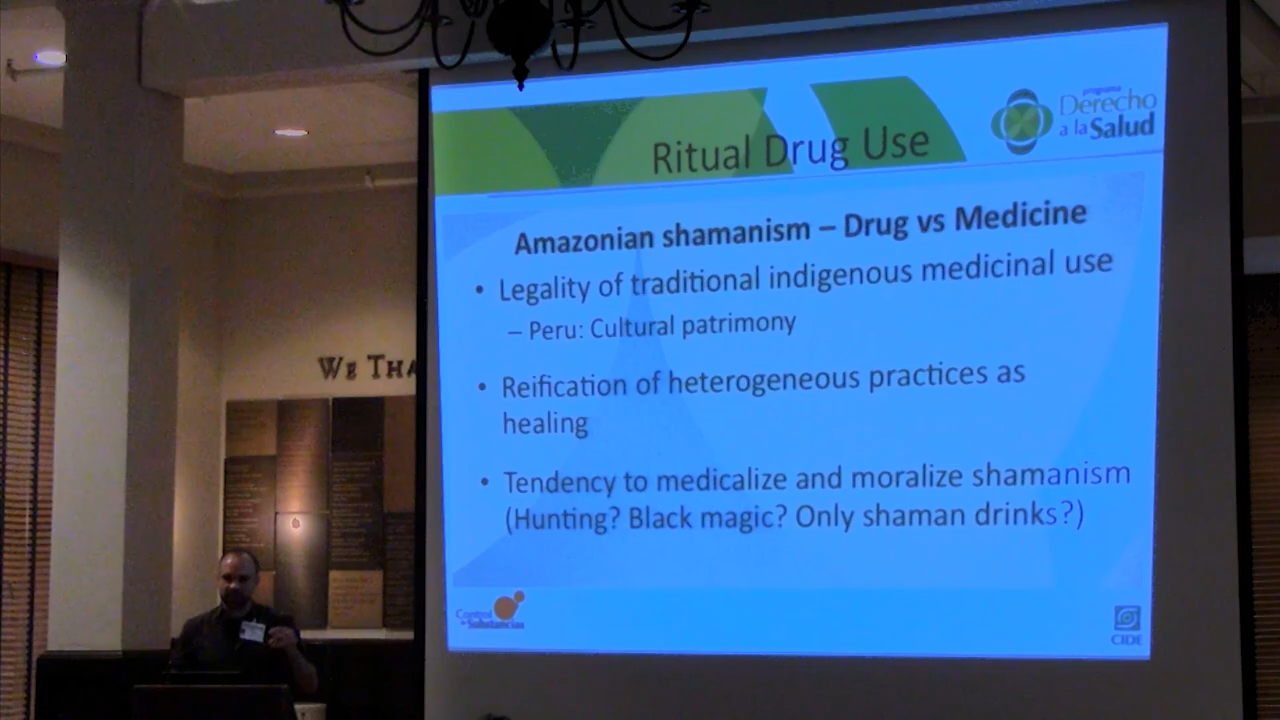 programa
Derecho
a la Salud
Ritual Drug Use
Amazonian shamanism – Drug vs Medicine
• Legality of traditional indigenous medicinal use
– Peru: Cultural patrimony
• Reification of heterogeneous practices as
healing
• Tendency to medicalize and moralize shamanism
(Hunting? Black magic? Only shaman drinks?)
WE THA
CIDE